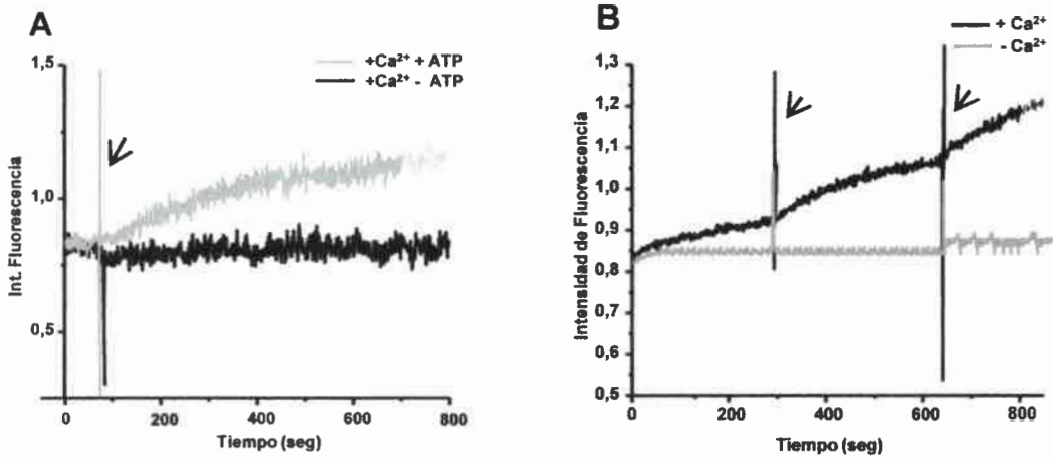 A
+Ca²⁺ + ATP
+Ca²⁺ - ATP
Int. Fluorescencia
1,5
1,0
0,5
0
200
400
600
800
Tiempo (seg)
B
+ Ca²⁺
- Ca²⁺
Intensidad de Fluorescencia
1,3
1,2
1,1
1,0
0,9
0,8
0,7
0,6
0,5
0
200
400
600
800
Tiempo (seg)